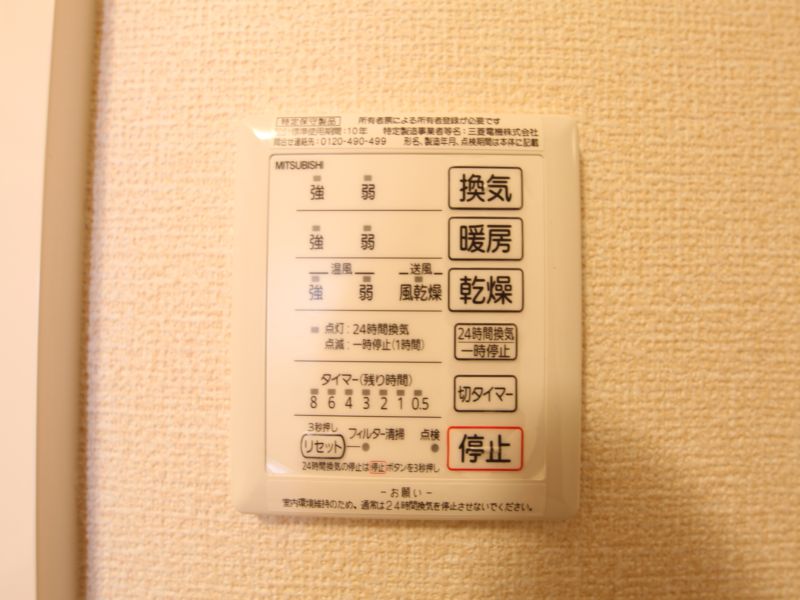 特定保守製品 所有者票による所有者登録が必要です
標準使用期間:10年 特定製造事業者等名:三菱電機株式会社
問合せ連絡先:0120-490-499 形名、製造年月、点検期間は本体に記載
MITSUBISHI
強 弱 換気
強 弱 暖房
温風 送風
強 弱 風乾燥 乾燥
点灯:24時間換気
点滅:一時停止(1時間)
24時間換気
一時停止
タイマー(残り時間)
8 6 4 3 2 1 0.5
切タイマー
3秒押し
リセット フィルター清掃 点検 停止
24時間換気の停止は停止ボタンを3秒押し
-お願い-
室内環境維持のため、通常は24時間換気を停止させないでください。